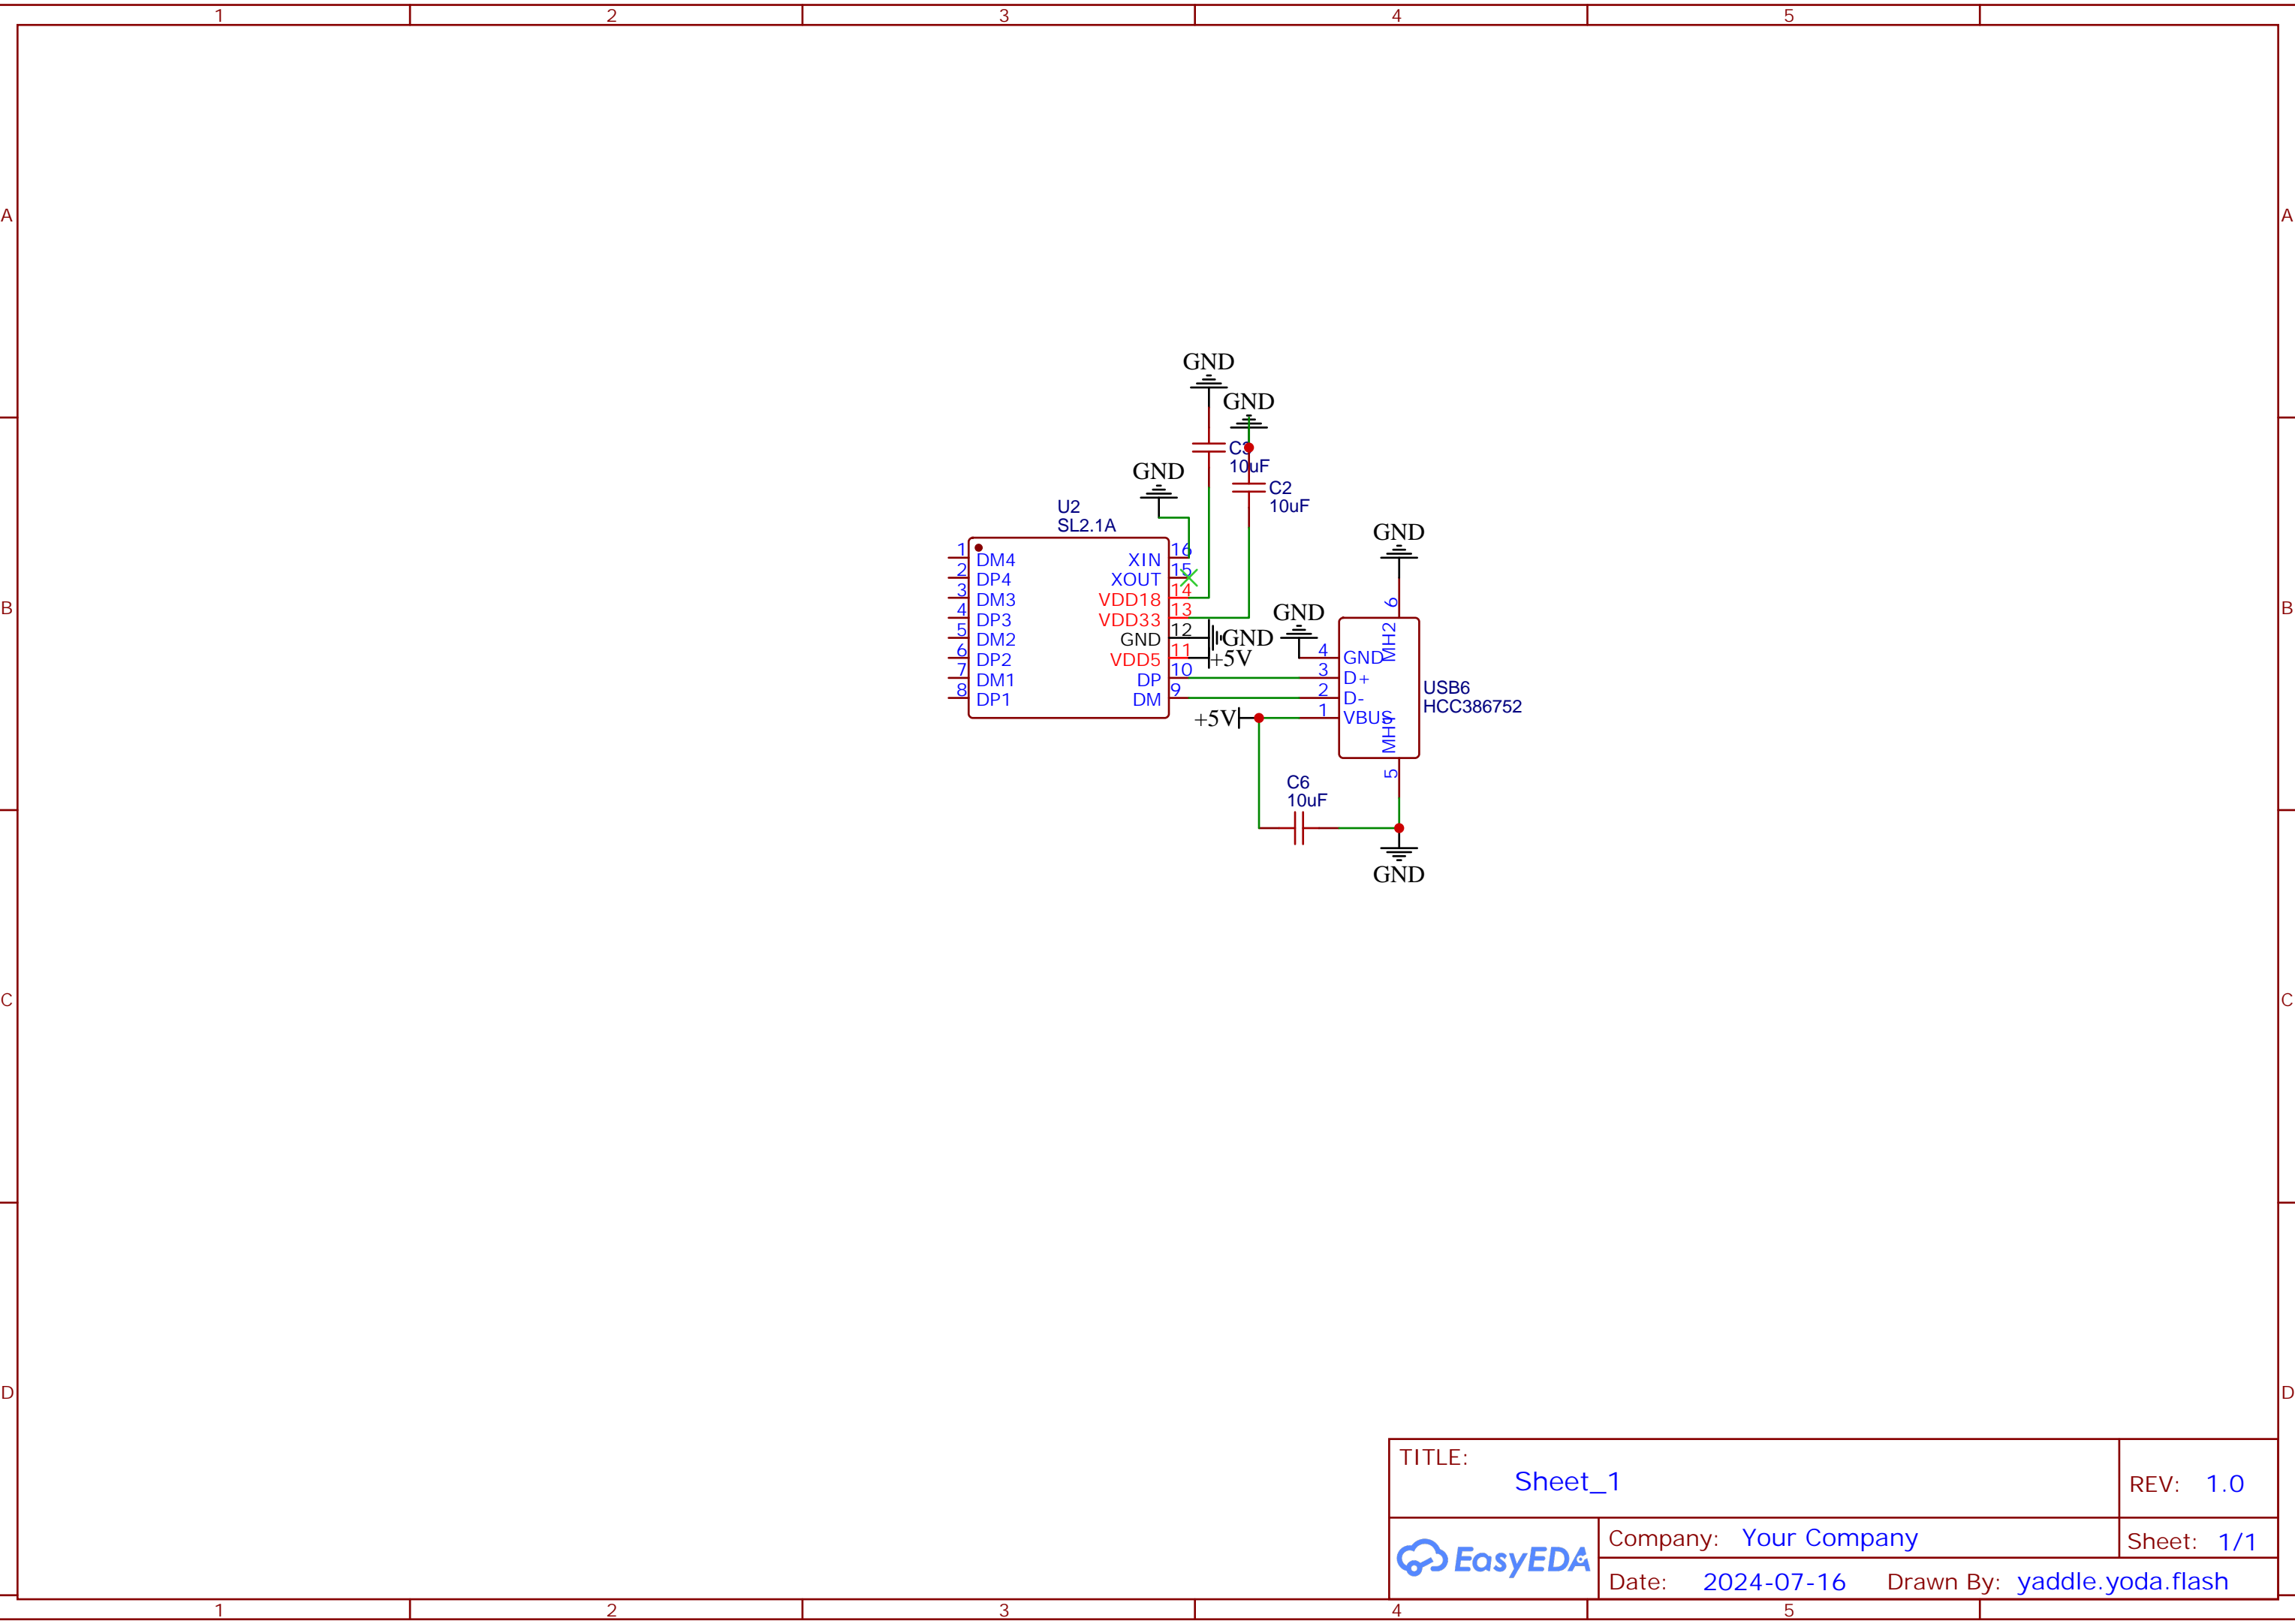 1 2 3 4 5
A A
GND
GND
C3
10uF
GND
C2
10uF
U2
SL2.1A
GND
1 DM4 XIN 16
2 DP4 XOUT 15
3 DM3 VDD18 14
4 DP3 VDD33 13
5 DM2 GND 12 GND
6 DP2 VDD5 11 +5V
7 DM1 DP 10
8 DP1 DM 9
B B
GND
6
MH2
4 GND
3 D+
2 D-
1 VBUS
MH1
5
+5V
USB6
HCC386752
C6
10uF
GND
C C
D D
TITLE:
Sheet_1
REV: 1.0
EasyEDA
Company: Your Company
Sheet: 1/1
Date: 2024-07-16 Drawn By: yaddle.yoda.flash
1 2 3 4 5